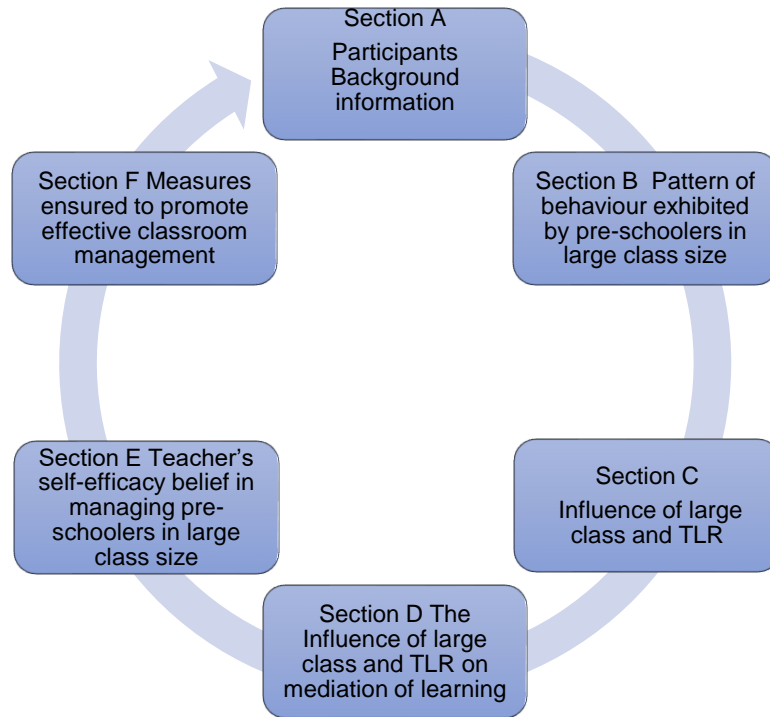 Section A
Participants
Background
information
Section B  Pattern of
behaviour exhibited
by pre-schoolers in
large class size
Section C
Influence of large
class and TLR
Section D The
Influence of large
class and TLR on
mediation of learning
Section E Teacher’s
self-efficacy belief in
managing pre-
schoolers in large
class size
Section F Measures
ensured to promote
effective classroom
management